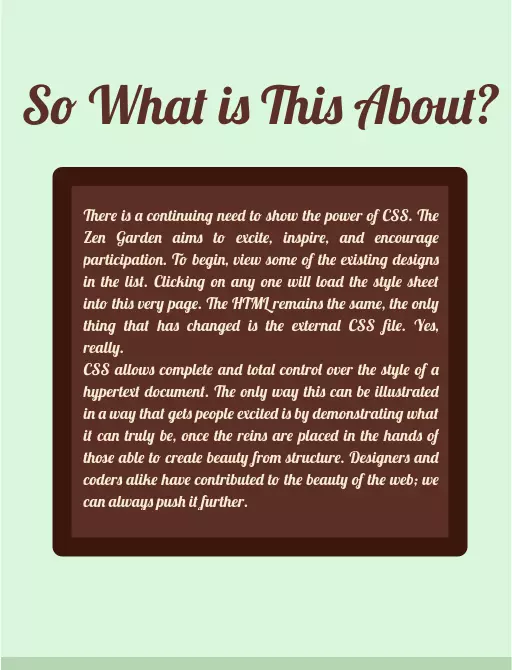 So What is This About?
There is a continuing need to show the power of CSS. The
Zen Garden aims to excite, inspire, and encourage
participation. To begin, view some of the existing designs
in the list. Clicking on any one will load the style sheet
into this very page. The HTML remains the same, the only
thing that has changed is the external CSS file. Yes,
really.
CSS allows complete and total control over the style of a
hypertext document. The only way this can be illustrated
in a way that gets people excited is by demonstrating what
it can truly be, once the reins are placed in the hands of
those able to create beauty from structure. Designers and
coders alike have contributed to the beauty of the web; we
can always push it further.